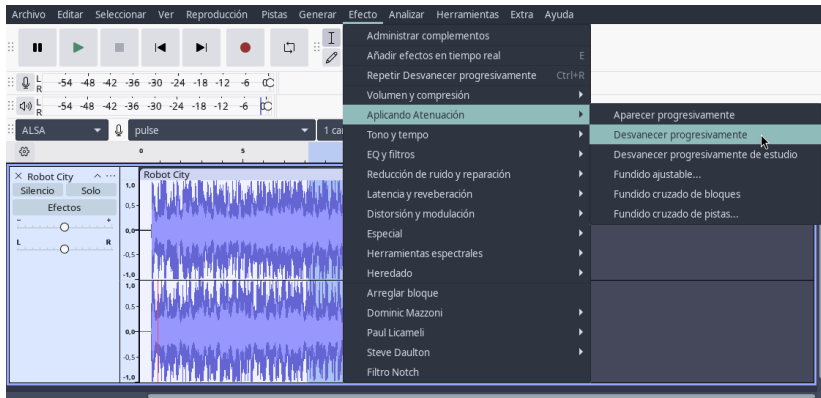 Archivo Editar Seleccionar Ver Reproducción Pistas Generar Efecto Analizar Herramientas Extra Ayuda
Administrar complementos
Añadir efectos en tiempo real E
Repetir Desvanecer progresivamente Ctrl+R
Volumen y compresión
Aplicando Atenuación
Tono y tempo
EQ y filtros
Reducción de ruido y reparación
Latencia y reveberación
Distorsión y modulación
Especial
Herramientas espectrales
Heredado
Arreglar bloque
Dominic Mazzoni
Paul Licameli
Steve Daulton
Filtro Notch
Aparecer progresivamente
Desvanecer progresivamente
Desvanecer progresivamente de estudio
Fundido ajustable...
Fundido cruzado de bloques
Fundido cruzado de pistas...
L R -54 -48 -42 -36 -30 -24 -18 -12 -6
L R -54 -48 -42 -36 -30 -24 -18 -12 -6
ALSA pulse 1 ca
0 5
Robot City ... Robot City
Silencio Solo
Efectos
- +
L R
1,0
0,5
0,0
-0,5
-1,0
1,0
0,5
0,0
-0,5
-1,0